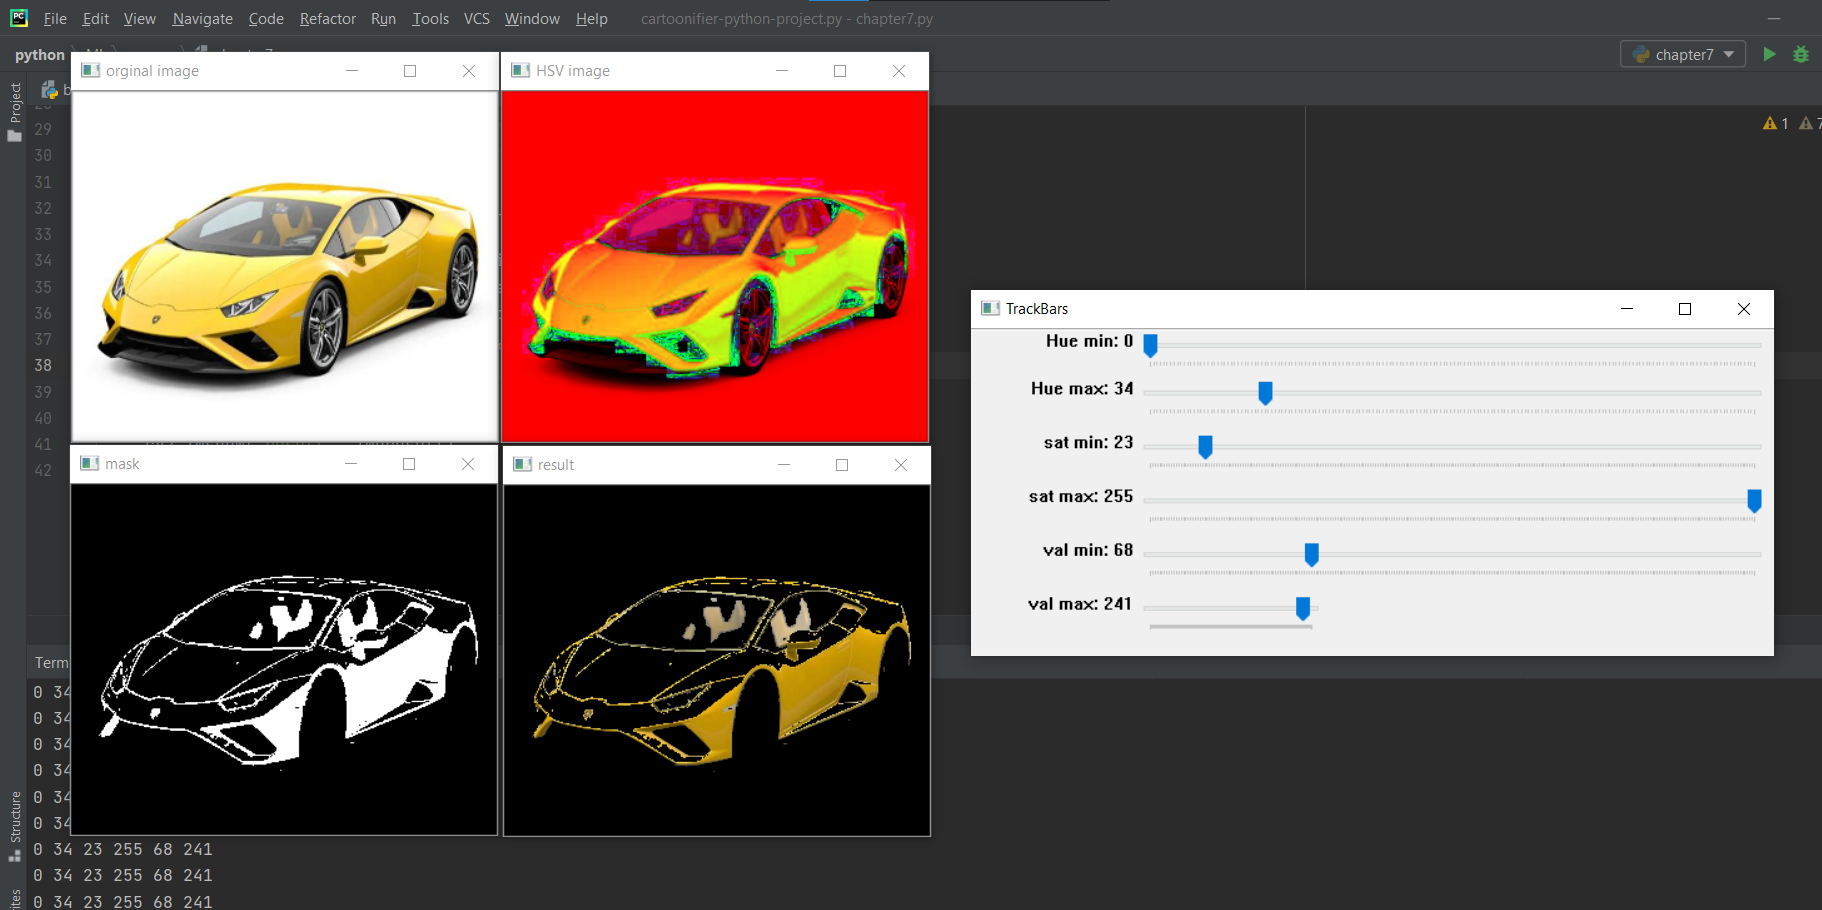 File Edit View Navigate Code Refactor Run Tools VCS Window Help cartoonifier-python-project.py - chapter7.py
python
chapter7
Project
orginal image
HSV image
1
7
29
30
31
32
33
34
35
36
37
38
39
40
41
42
TrackBars
Hue min: 0
Hue max: 34
sat min: 23
sat max: 255
val min: 68
val max: 241
mask
result
Term
0 34
0 34
0 34
0 34
0 34
0 34
0 34 23 255 68 241
0 34 23 255 68 241
0 34 23 255 68 241
Structure